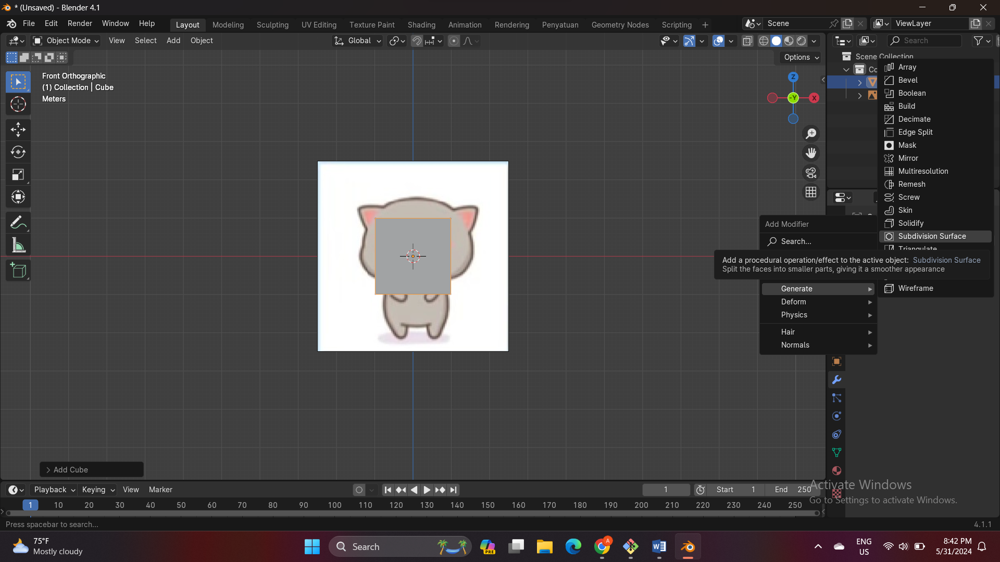 * (Unsaved) - Blender 4.1
File Edit Render Window Help Layout Modeling Sculpting UV Editing Texture Paint Shading Animation Rendering Penyatuan Geometry Nodes Scripting + Scene ViewLayer
Object Mode View Select Add Object Global Search
Options
Scene Collection
Front Orthographic
(1) Collection | Cube
Meters
Z
-Y
X
Array
Bevel
Boolean
Build
Decimate
Edge Split
Mask
Mirror
Multiresolution
Remesh
Screw
Skin
Solidify
Subdivision Surface
Triangulate
Wireframe
Add Modifier
Search...
Add a procedural operation/effect to the active object: Subdivision Surface
Split the faces into smaller parts, giving it a smoother appearance
Generate
Deform
Physics
Hair
Normals
Add Cube
Playback Keying View Marker 1 Start 1 End 250
1 10 20 30 40 50 60 70 80 90 100 110 120 130 140 150 160 170 180 190 200 210 220 230 240 250
Activate Windows
Go to Settings to activate Windows.
Press spacebar to search...
4.1.1
75°F
Mostly cloudy
Search
PRE
A
ENG
US
8:42 PM
5/31/2024